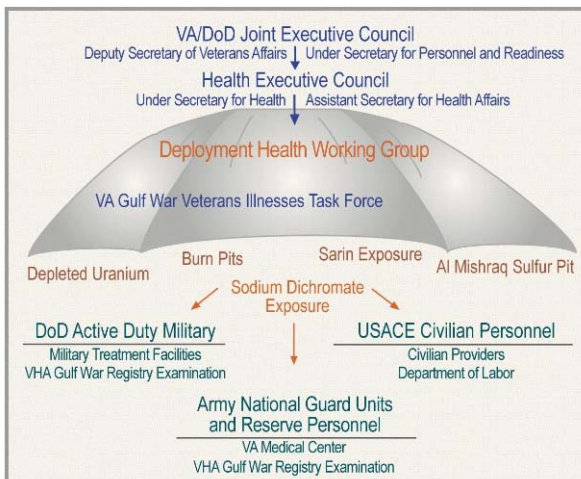 VA/DoD Joint Executive Council
Deputy Secretary of Veterans Affairs Under Secretary for Personnel and Readiness
Health Executive Council
Under Secretary for Health Assistant Secretary for Health Affairs
Deployment Health Working Group
VA Gulf War Veterans Illnesses Task Force
Depleted Uranium Burn Pits Sarin Exposure Al Mishraq Sulfur Pit
Sodium Dichromate
Exposure
DoD Active Duty Military
Military Treatment Facilities
VHA Gulf War Registry Examination
USACE Civilian Personnel
Civilian Providers
Department of Labor
Army National Guard Units
and Reserve Personnel
VA Medical Center
VHA Gulf War Registry Examination